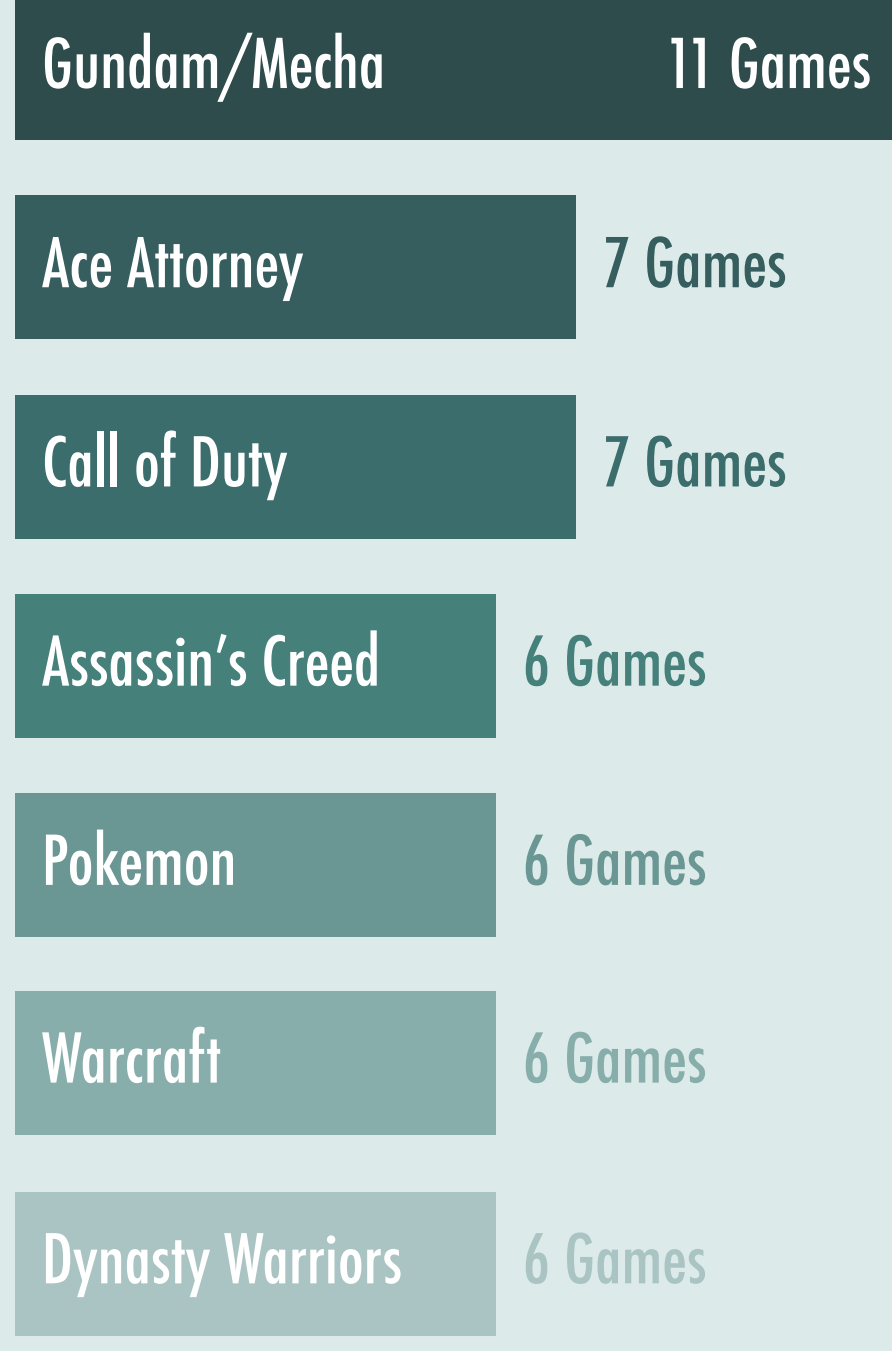 Gundam/Mecha 11 Games
Ace Attorney 7 Games
Call of Duty 7 Games
Assassin’s Creed 6 Games
Pokemon 6 Games
Warcraft 6 Games
Dynasty Warriors 6 Games